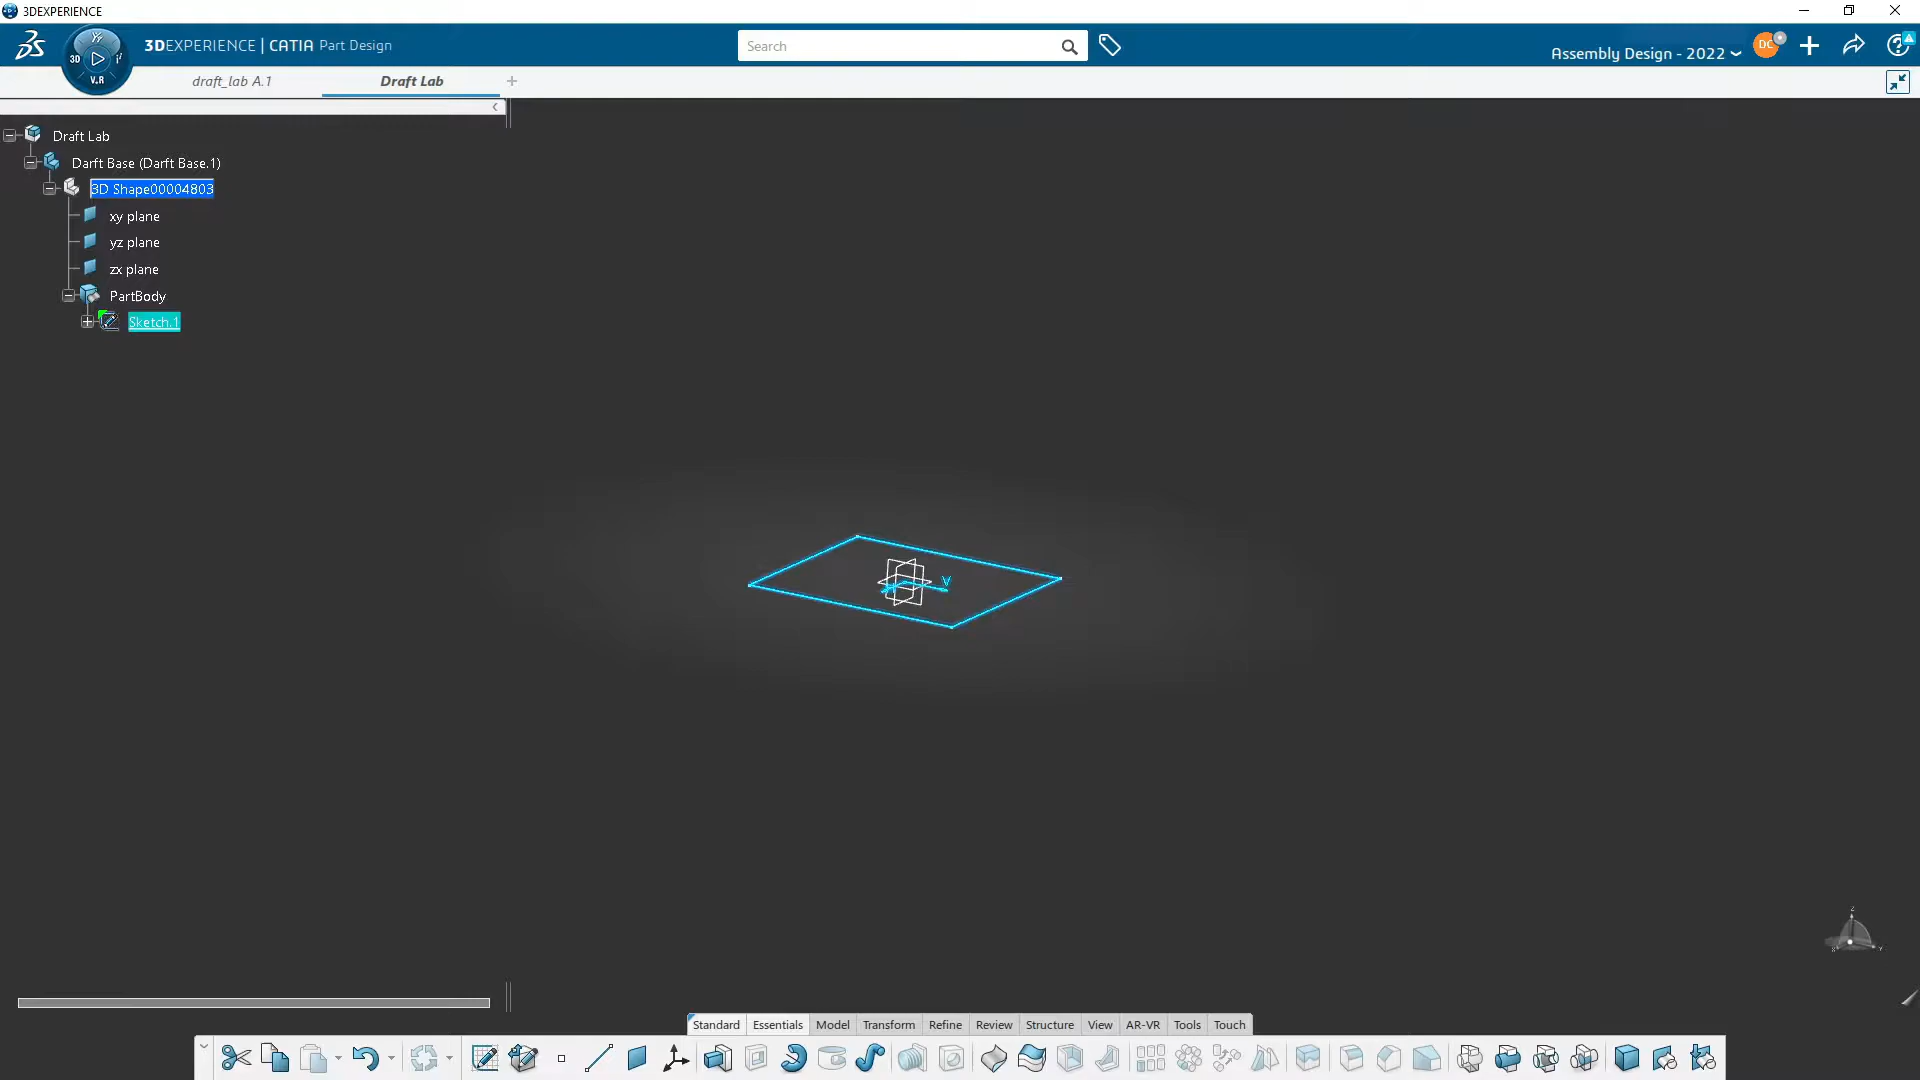 3DEXPERIENCE
3DEXPERIENCE | CATIA Part Design
Search
Assembly Design - 2022
DC
3D
V.R
draft_lab A.1
Draft Lab
Draft Lab
Darft Base (Darft Base.1)
3D Shape00004803
xy plane
yz plane
zx plane
PartBody
Sketch.1
V
Z
X
Y
Standard
Essentials
Model
Transform
Refine
Review
Structure
View
AR-VR
Tools
Touch